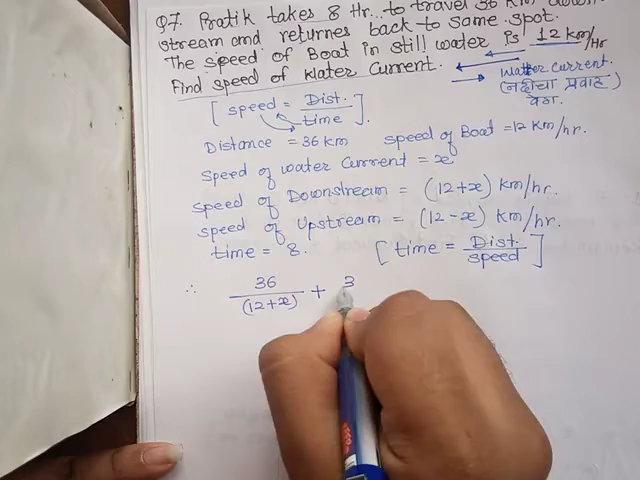 Q7. Pratik takes 8 Hr... to travel 36 Km down-
stream and returnes back to same spot.
The speed of Boat in still water is 12 km/Hr
Find speed of Water Current.
Water Current.
(नदीचा प्रवाह)
वेग.
[speed = Dist./time].
Distance = 36 km speed of Boat = 12 Km/hr.
Speed of water Current = x
Speed of Downstream = (12+x) Km/hr.
Speed of Upstream = (12-x) Km/hr.
time = 8. [time = Dist./speed]
∴ 36/(12+x) + 3